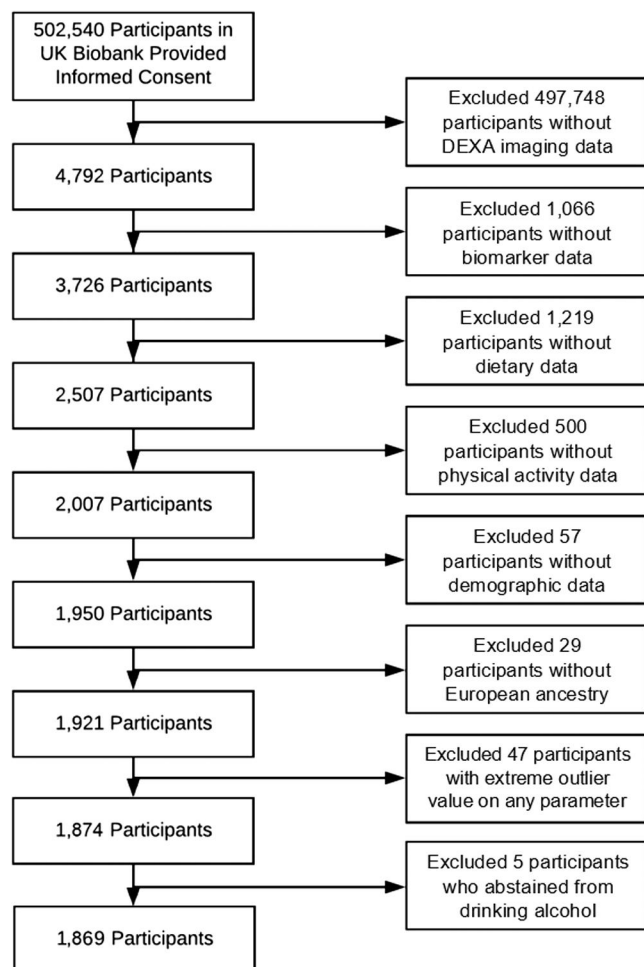 502,540 Participants in
UK Biobank Provided
Informed Consent
Excluded 497,748
participants without
DEXA imaging data
4,792 Participants
Excluded 1,066
participants without
biomarker data
3,726 Participants
Excluded 1,219
participants without
dietary data
2,507 Participants
Excluded 500
participants without
physical activity data
2,007 Participants
Excluded 57
participants without
demographic data
1,950 Participants
Excluded 29
participants without
European ancestry
1,921 Participants
Excluded 47 participants
with extreme outlier
value on any parameter
1,874 Participants
Excluded 5 participants
who abstained from
drinking alcohol
1,869 Participants